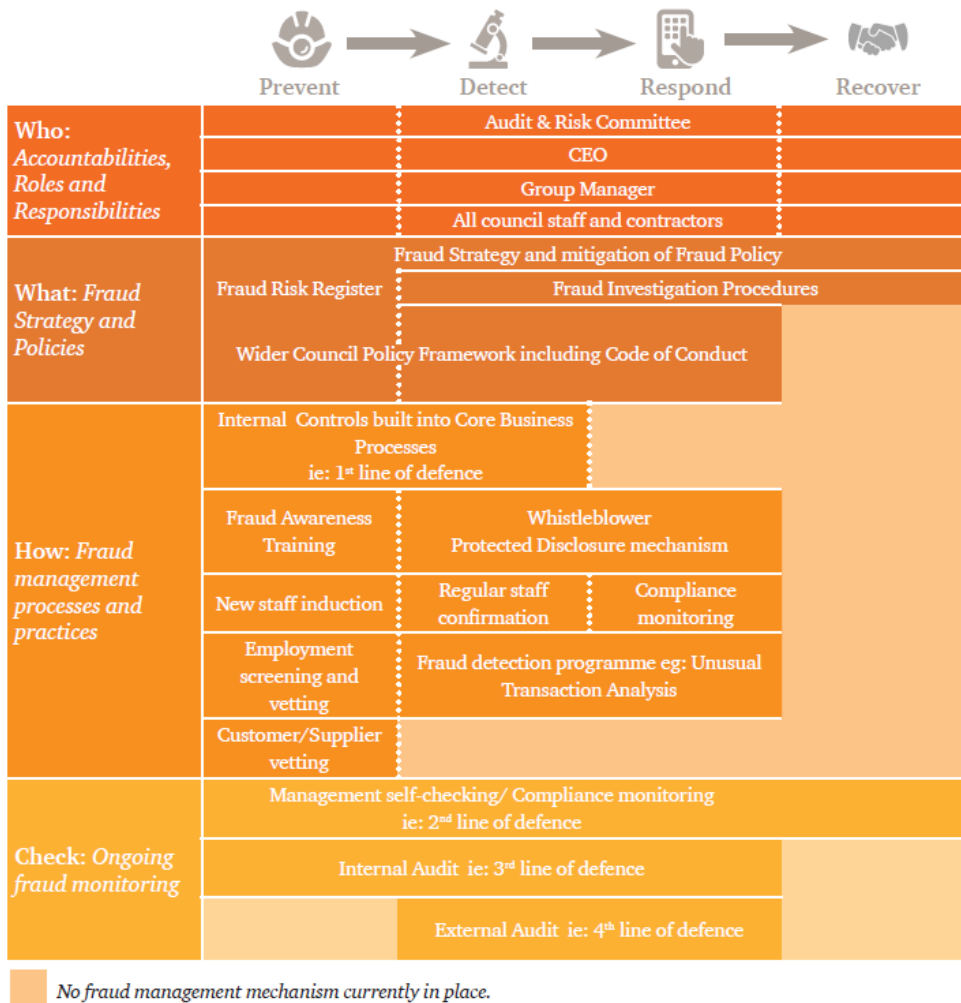 Prevent
Detect
Respond
Recover
Who:
Accountabilities,
Roles and
Responsibilities
Audit & Risk Committee
CEO
Group Manager
All council staff and contractors
What: Fraud
Strategy and
Policies
Fraud Strategy and mitigation of Fraud Policy
Fraud Risk Register
Fraud Investigation Procedures
Wider Council Policy Framework including Code of Conduct
How: Fraud
management
processes and
practices
Internal Controls built into Core Business
Processes
ie: 1st line of defence
Fraud Awareness
Training
Whistleblower
Protected Disclosure mechanism
New staff induction
Regular staff
confirmation
Compliance
monitoring
Employment
screening and
vetting
Fraud detection programme eg: Unusual
Transaction Analysis
Customer/Supplier
vetting
Check: Ongoing
fraud monitoring
Management self-checking/ Compliance monitoring
ie: 2nd line of defence
Internal Audit ie: 3rd line of defence
External Audit ie: 4th line of defence
No fraud management mechanism currently in place.